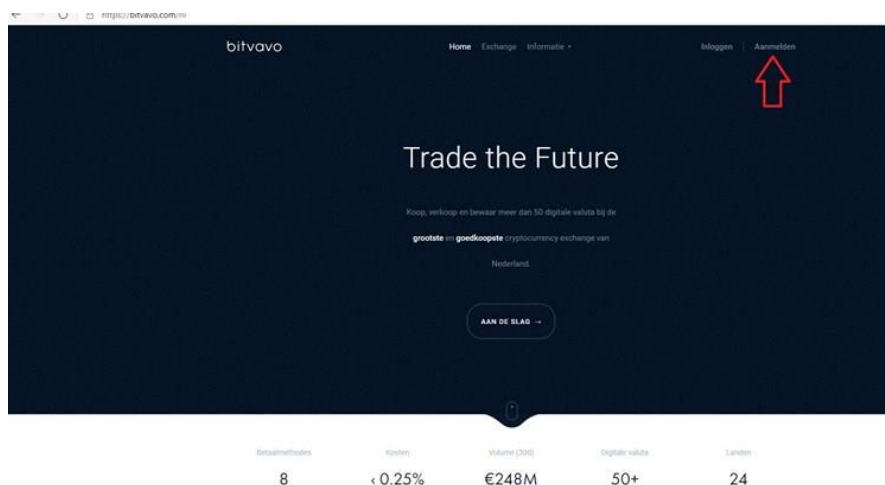 https://bitvavo.com/nl
bitvavo
Home Exchange Informatie
Inloggen Aanmelden
Trade the Future
Koop, verkoop en bewaar meer dan 50 digitale valuta bij de
grootste en goedkoopste cryptocurrency exchange van
Nederland.
AAN DE SLAG →
Betaalmethodes Kosten Volume (30d) Digitale valuta Landen
8 ‹ 0.25% €248M 50+ 24